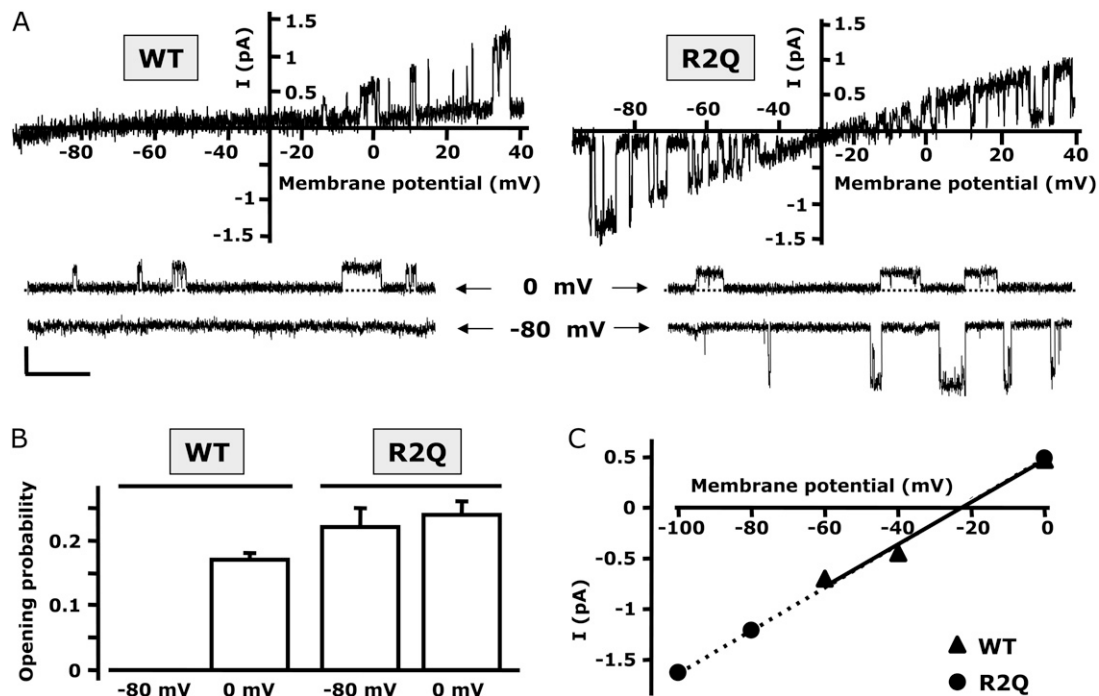 A
WT
I (pA)
1.5
1
0.5
-80 -60 -40 -20 0 20 40
Membrane potential (mV)
-1
-1.5
R2Q
I (pA)
1.5
1
0.5
-80 -60 -40
-20 0 20 40
Membrane potential (mV)
-1
-1.5
0 mV
-80 mV
B
WT
R2Q
Opening probability
0.2
0.1
0
-80 mV 0 mV -80 mV 0 mV
C
Membrane potential (mV)
I (pA)
0.5
0
-0.5
-1
-1.5
-100 -80 -60 -40 -20 0
WT
R2Q